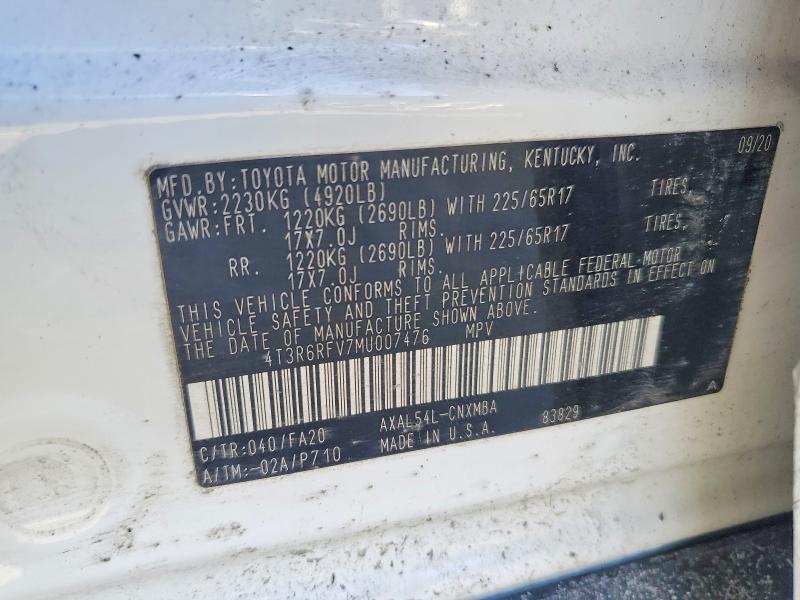 MFD. BY: TOYOTA MOTOR MANUFACTURING, KENTUCKY, INC. 09/20
GVWR: 2230KG (4920LB)
GAWR: FRT. 1220KG (2690LB) WITH 225/65R17 TIRES,
17X7.0J RIMS.
RR. 1220KG (2690LB) WITH 225/65R17 TIRES,
17X7.0J RIMS.
THIS VEHICLE CONFORMS TO ALL APPLICABLE FEDERAL MOTOR
VEHICLE SAFETY AND THEFT PREVENTION STANDARDS IN EFFECT ON
THE DATE OF MANUFACTURE SHOWN ABOVE.
4T3R6RFV7MU007476 MPV
C/TR: 040/FA20 AXAL54L-CNXMBA 83829 A
A/TM: -02A/P710 MADE IN U.S.A.